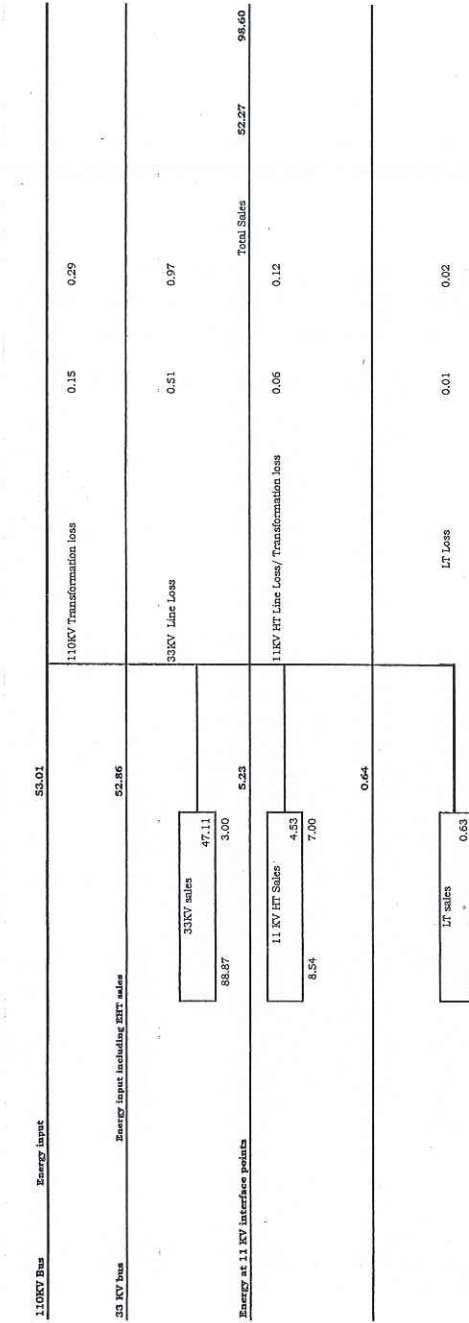 110KV Bus Energy input 53.01
110KV Transformation loss 0.15 0.29
33 KV bus Energy input including EHT sales 52.86
33KV Line Loss 0.51 0.97
33KV sales
47.11
88.87 3.00
Energy at 11 KV interface points 5.23 Total Sales 52.27 98.60
11KV HT Line Loss/ Transformation loss 0.06 0.12
11 KV HT Sales
4.53
8.54 7.00
0.64
LT Loss 0.01 0.02
LT sales
0.63